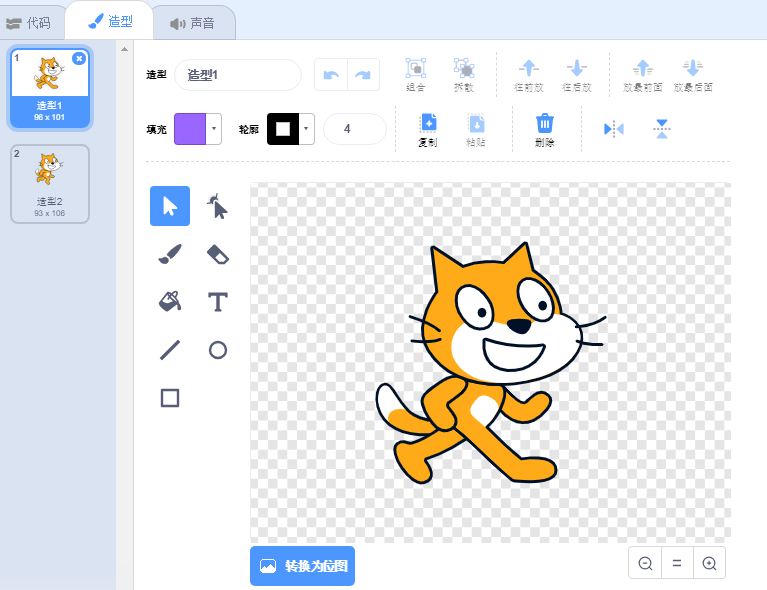 代码
造型
声音
1
造型1
96 x 101
2
造型2
93 x 106
造型
造型1
组合
拆散
往前放
往后放
放最前面
放最后面
填充
轮廓
4
复制
粘贴
删除
T
转换为位图